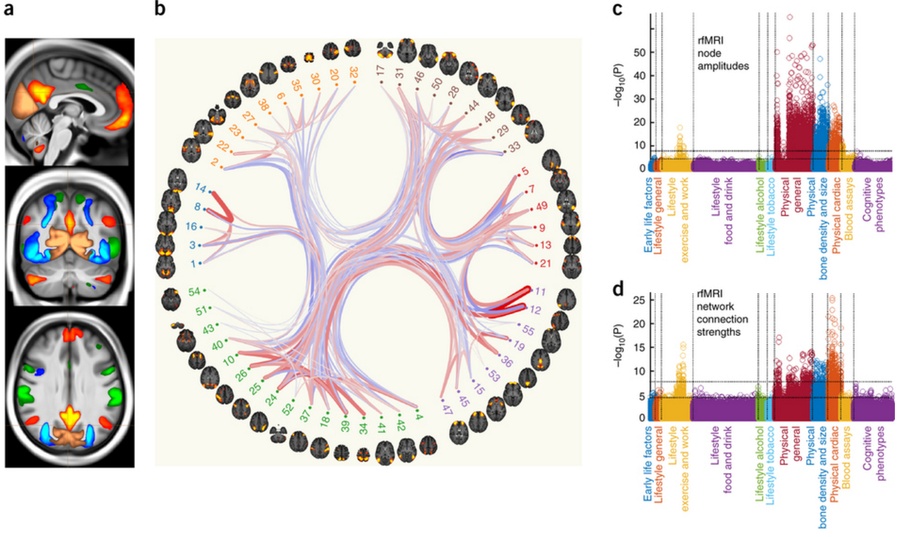 a
b
c
d
17
31
46
50
28
44
48
29
33
5
7
49
9
13
21
11
12
55
19
36
53
15
45
47
4
42
41
34
39
18
37
52
24
25
26
10
40
43
51
54
1
3
16
8
14
2
22
23
27
38
6
35
30
20
32
rfMRI
node
amplitudes
–log10(P)
50
40
30
20
10
0
Early life factors
Lifestyle general
Lifestyle
exercise and work
Lifestyle
food and drink
Lifestyle alcohol
Lifestyle tobacco
Physical
general
Physical
bone density and size
Physical cardiac
Blood assays
Cognitive
phenotypes
rfMRI
network
connection
strengths
–log10(P)
25
20
15
10
5
0
Early life factors
Lifestyle general
Lifestyle
exercise and work
Lifestyle
food and drink
Lifestyle alcohol
Lifestyle tobacco
Physical
general
Physical
bone density and size
Physical cardiac
Blood assays
Cognitive
phenotypes